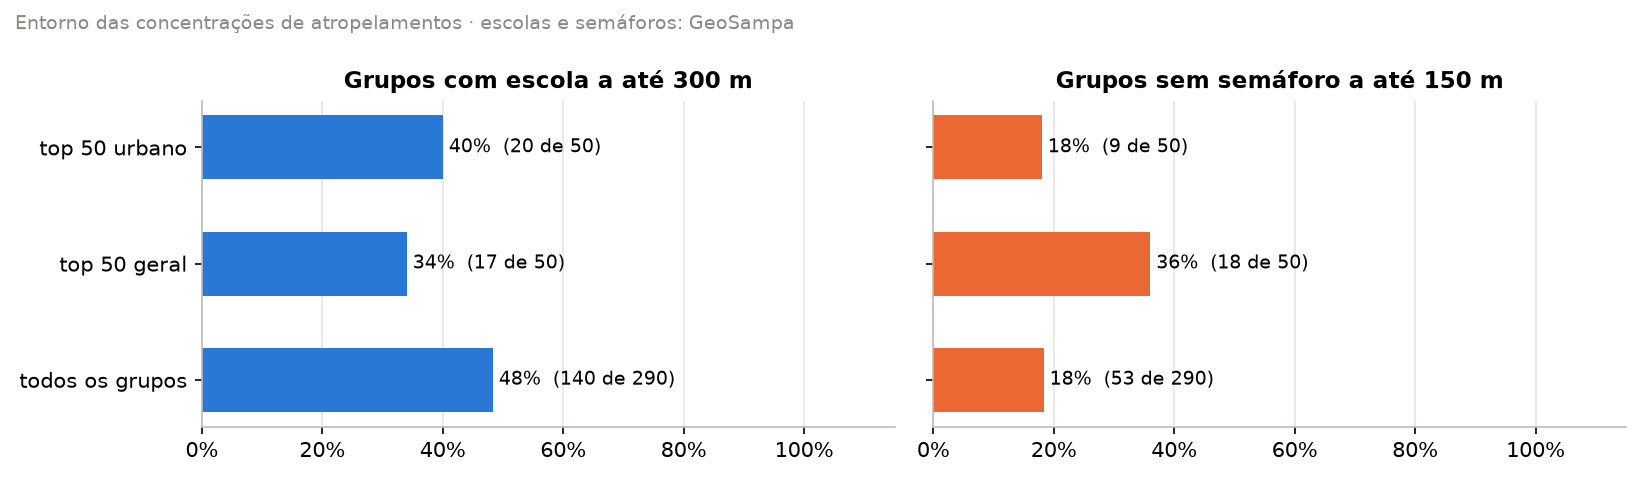 Entorno das concentrações de atropelamentos · escolas e semáforos: GeoSampa
Grupos com escola a até 300 m
top 50 urbano
40%  (20 de 50)
top 50 geral
34%  (17 de 50)
todos os grupos
48%  (140 de 290)
0% 20% 40% 60% 80% 100%
Grupos sem semáforo a até 150 m
18%  (9 de 50)
36%  (18 de 50)
18%  (53 de 290)
0% 20% 40% 60% 80% 100%